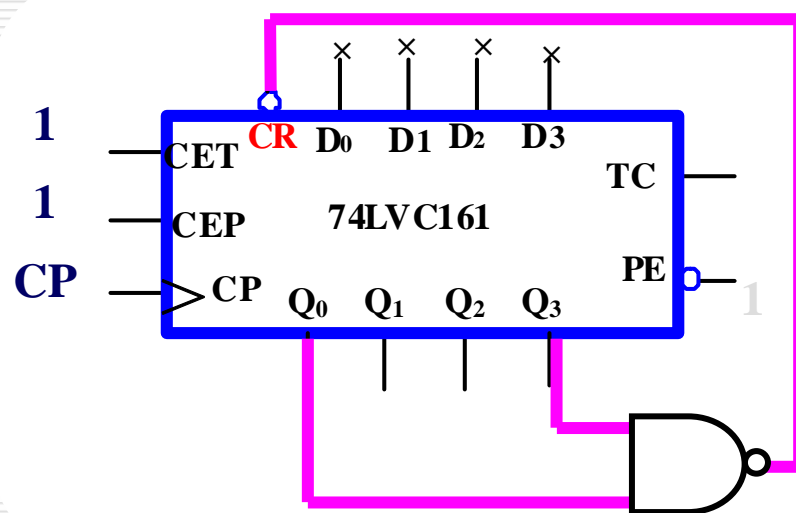 × × × ×
1
CR D₀ D1 D₂ D3
CET
TC
1
74LVC161
CEP
PE
CP
CP
1
Q₀ Q₁ Q₂ Q₃